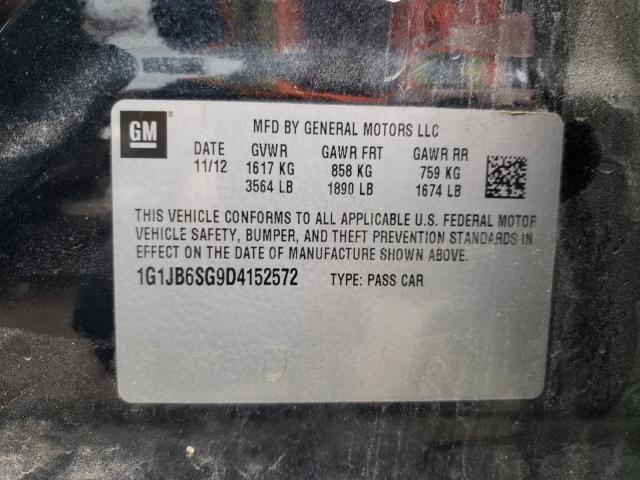 GM®
MFD BY GENERAL MOTORS LLC
DATE GVWR GAWR FRT GAWR RR
11/12 1617 KG 858 KG 759 KG
3564 LB 1890 LB 1674 LB
THIS VEHICLE CONFORMS TO ALL APPLICABLE U.S. FEDERAL MOTOR
VEHICLE SAFETY, BUMPER, AND THEFT PREVENTION STANDARDS IN
EFFECT ON THE DATE OF MANUFACTURE SHOWN ABOVE.
1G1JB6SG9D4152572 TYPE: PASS CAR